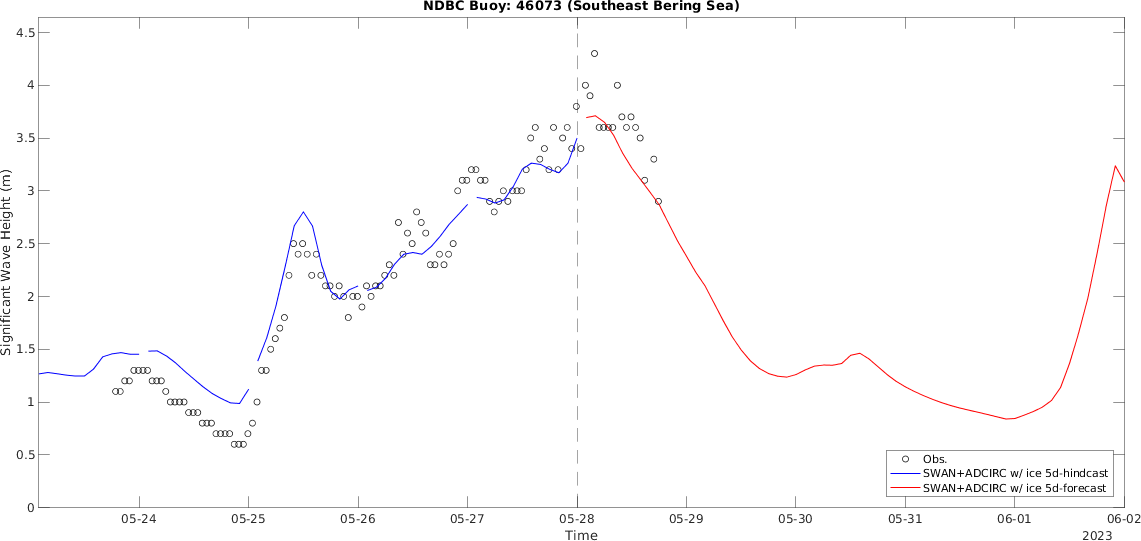 NDBC Buoy: 46073 (Southeast Bering Sea)
Significant Wave Height (m)
4.5
4
3.5
3
2.5
2
1.5
1
0.5
0
05-24 05-25 05-26 05-27 05-28 05-29 05-30 05-31 06-01 06-02
Time
2023
Obs.
SWAN+ADCIRC w/ ice 5d-hindcast
SWAN+ADCIRC w/ ice 5d-forecast